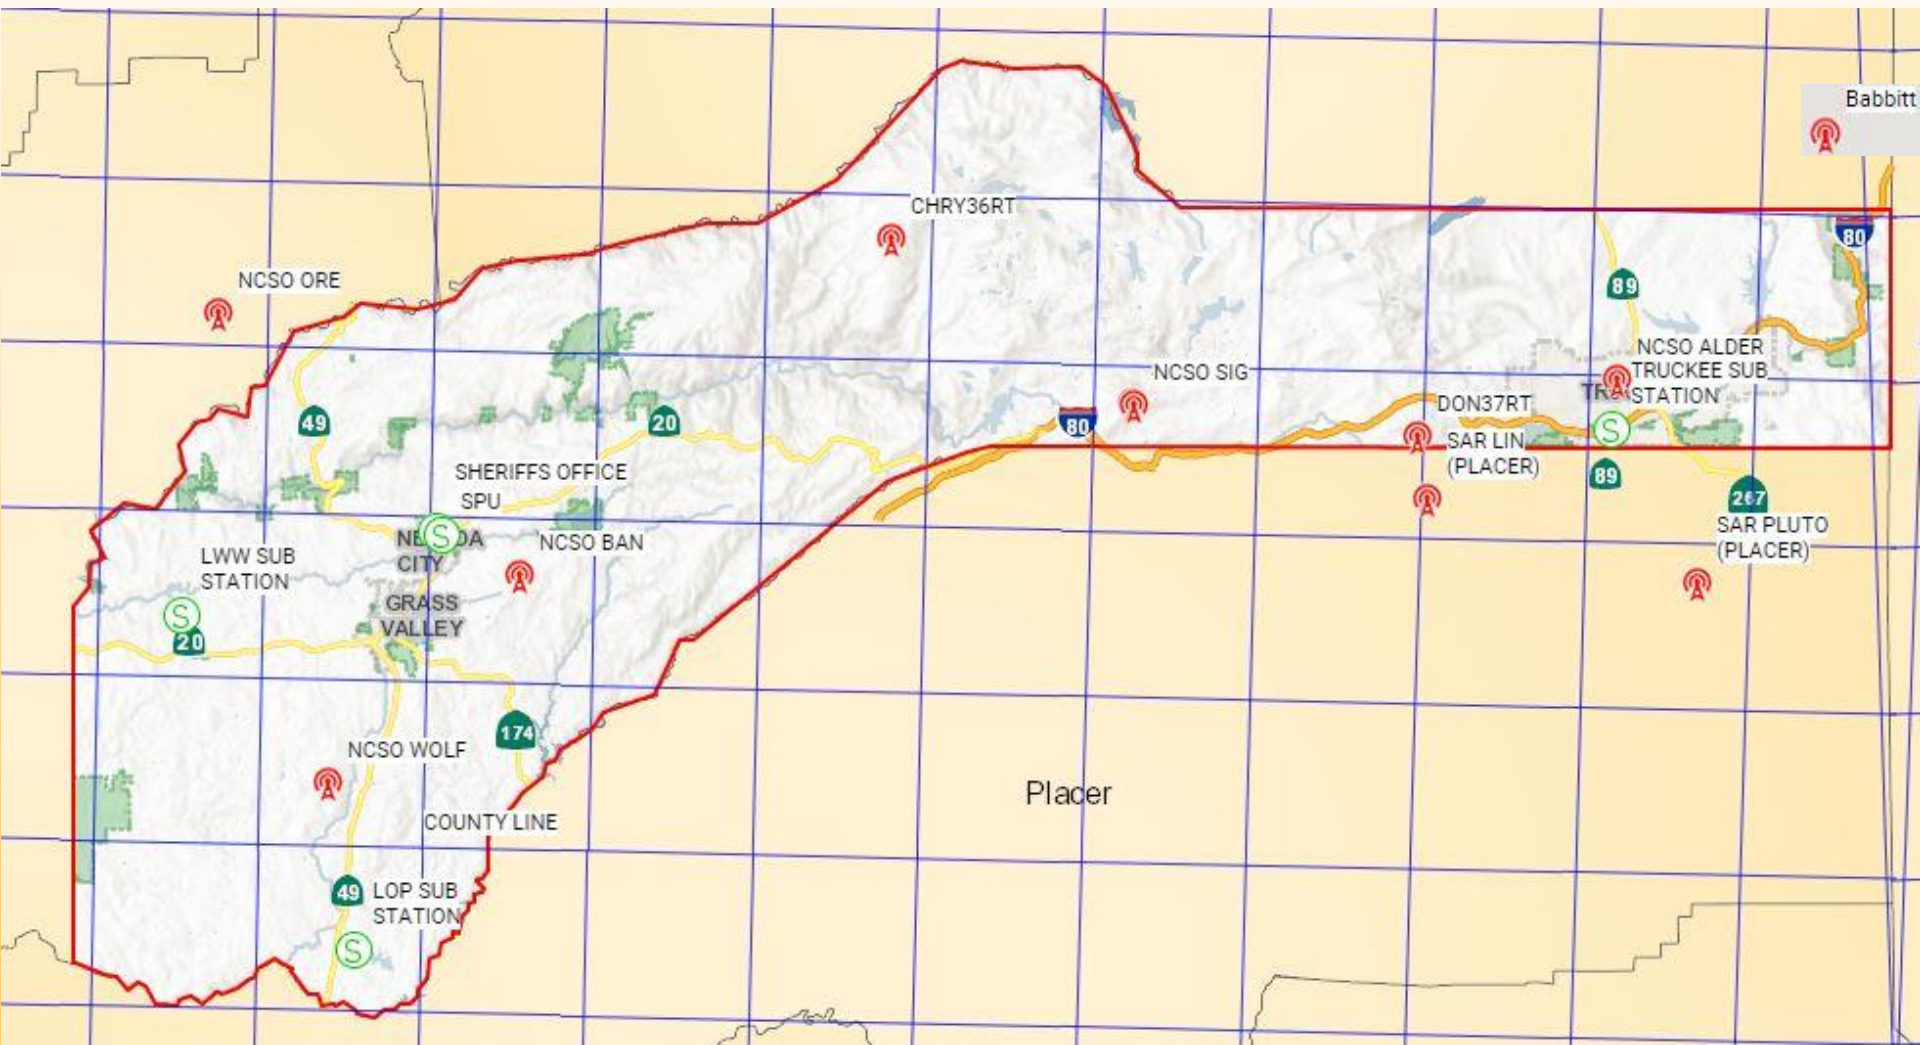 Babbitt
CHRY36RT
80
NCSO ORE
89
NCSO ALDER
TRUCKEE SUB
STATION
NCSO SIG
DON37RT
49
20
80
SAR LIN
(PLACER)
SHERIFFS OFFICE
SPU
89
267
SAR PLUTO
(PLACER)
NCSO BAN
CITY
LWW SUB
STATION
GRASS
VALLEY
20
174
NCSO WOLF
Placer
COUNTY LINE
49
LOP SUB
STATION